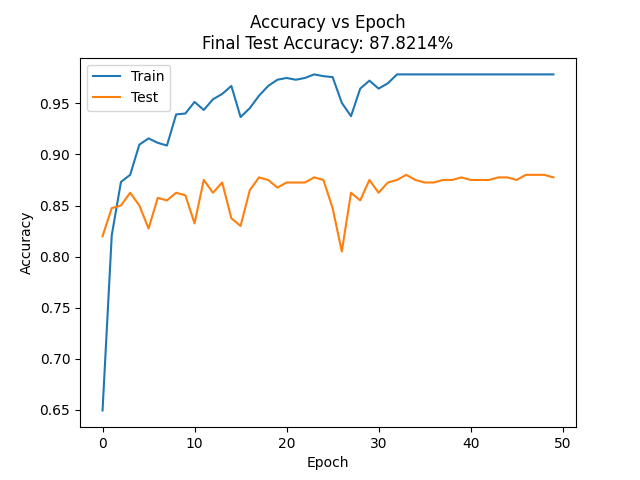 Accuracy vs Epoch
Final Test Accuracy: 87.8214%
Train
Test
0.95
0.90
0.85
0.80
0.75
0.70
0.65
Accuracy
0 10 20 30 40 50
Epoch